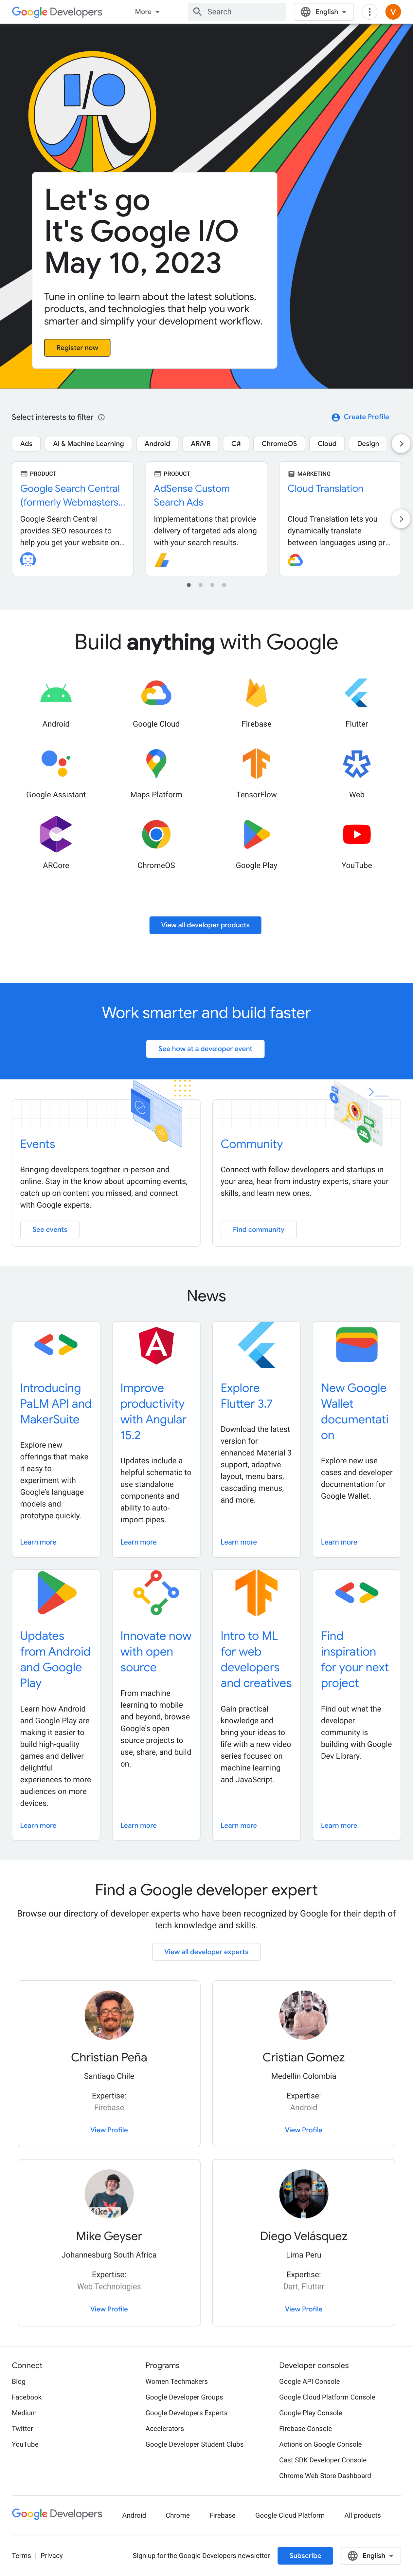 Google Developers More Search English V
Let's go
It's Google I/O
May 10, 2023
Tune in online to learn about the latest solutions,
products, and technologies that help you work
smarter and simplify your development workflow.
Register now
Select interests to filter Create Profile
Ads AI & Machine Learning Android AR/VR C# ChromeOS Cloud Design
PRODUCT
Google Search Central
(formerly Webmasters...
Google Search Central
provides SEO resources to
help you get your website on...
PRODUCT
AdSense Custom
Search Ads
Implementations that provide
delivery of targeted ads along
with your search results.
MARKETING
Cloud Translation
Cloud Translation lets you
dynamically translate
between languages using pr...
Build anything with Google
Android Google Cloud Firebase Flutter
Google Assistant Maps Platform TensorFlow Web
ARCore ChromeOS Google Play YouTube
View all developer products
Work smarter and build faster
See how at a developer event
Events
Bringing developers together in-person and
online. Stay in the know about upcoming events,
catch up on content you missed, and connect
with Google experts.
See events
Community
Connect with fellow developers and startups in
your area, hear from industry experts, share your
skills, and learn new ones.
Find community
News
Introducing
PaLM API and
MakerSuite
Explore new
offerings that make
it easy to
experiment with
Google's language
models and
prototype quickly.
Learn more
Improve
productivity
with Angular
15.2
Updates include a
helpful schematic to
use standalone
components and
ability to auto-
import pipes.
Learn more
Explore
Flutter 3.7
Download the latest
version for
enhanced Material 3
support, adaptive
layout, menu bars,
cascading menus,
and more.
Learn more
New Google
Wallet
documentati
on
Explore new use
cases and developer
documentation for
Google Wallet.
Learn more
Updates
from Android
and Google
Play
Learn how Android
and Google Play are
making it easier to
build high-quality
games and deliver
delightful
experiences to more
audiences on more
devices.
Learn more
Innovate now
with open
source
From machine
learning to mobile
and beyond, browse
Google's open
source projects to
use, share, and build
on.
Learn more
Intro to ML
for web
developers
and creatives
Gain practical
knowledge and
bring your ideas to
life with a new video
series focused on
machine learning
and JavaScript.
Learn more
Find
inspiration
for your next
project
Find out what the
developer
community is
building with Google
Dev Library.
Learn more
Find a Google developer expert
Browse our directory of developer experts who have been recognized by Google for their depth of
tech knowledge and skills.
View all developer experts
Christian Peña
Santiago Chile
Expertise:
Firebase
View Profile
Cristian Gomez
Medellín Colombia
Expertise:
Android
View Profile
Mike Geyser
Johannesburg South Africa
Expertise:
Web Technologies
View Profile
Diego Velásquez
Lima Peru
Expertise:
Dart, Flutter
View Profile
Connect
Blog
Facebook
Medium
Twitter
YouTube
Programs
Women Techmakers
Google Developer Groups
Google Developers Experts
Accelerators
Google Developer Student Clubs
Developer consoles
Google API Console
Google Cloud Platform Console
Google Play Console
Firebase Console
Actions on Google Console
Cast SDK Developer Console
Chrome Web Store Dashboard
Google Developers Android Chrome Firebase Google Cloud Platform All products
Terms | Privacy Sign up for the Google Developers newsletter Subscribe English